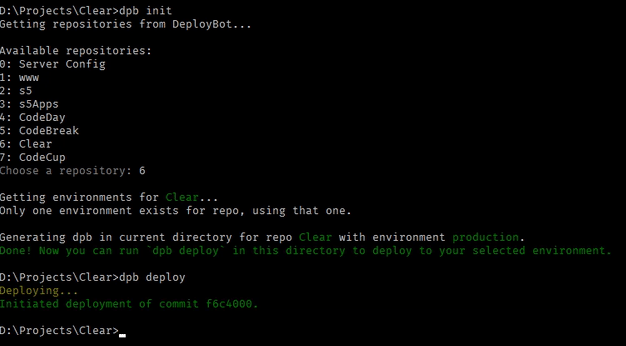 D:\Projects\Clear>dpb init
Getting repositories from DeployBot...
Available repositories:
0: Server Config
1: www
2: s5
3: s5Apps
4: CodeDay
5: CodeBreak
6: Clear
7: CodeCup
Choose a repository: 6
Getting environments for Clear...
Only one environment exists for repo, using that one.
Generating dpb in current directory for repo Clear with environment production.
Done! Now you can run `dpb deploy` in this directory to deploy to your selected environment.
D:\Projects\Clear>dpb deploy
Deploying...
Initiated deployment of commit f6c4000.
D:\Projects\Clear>